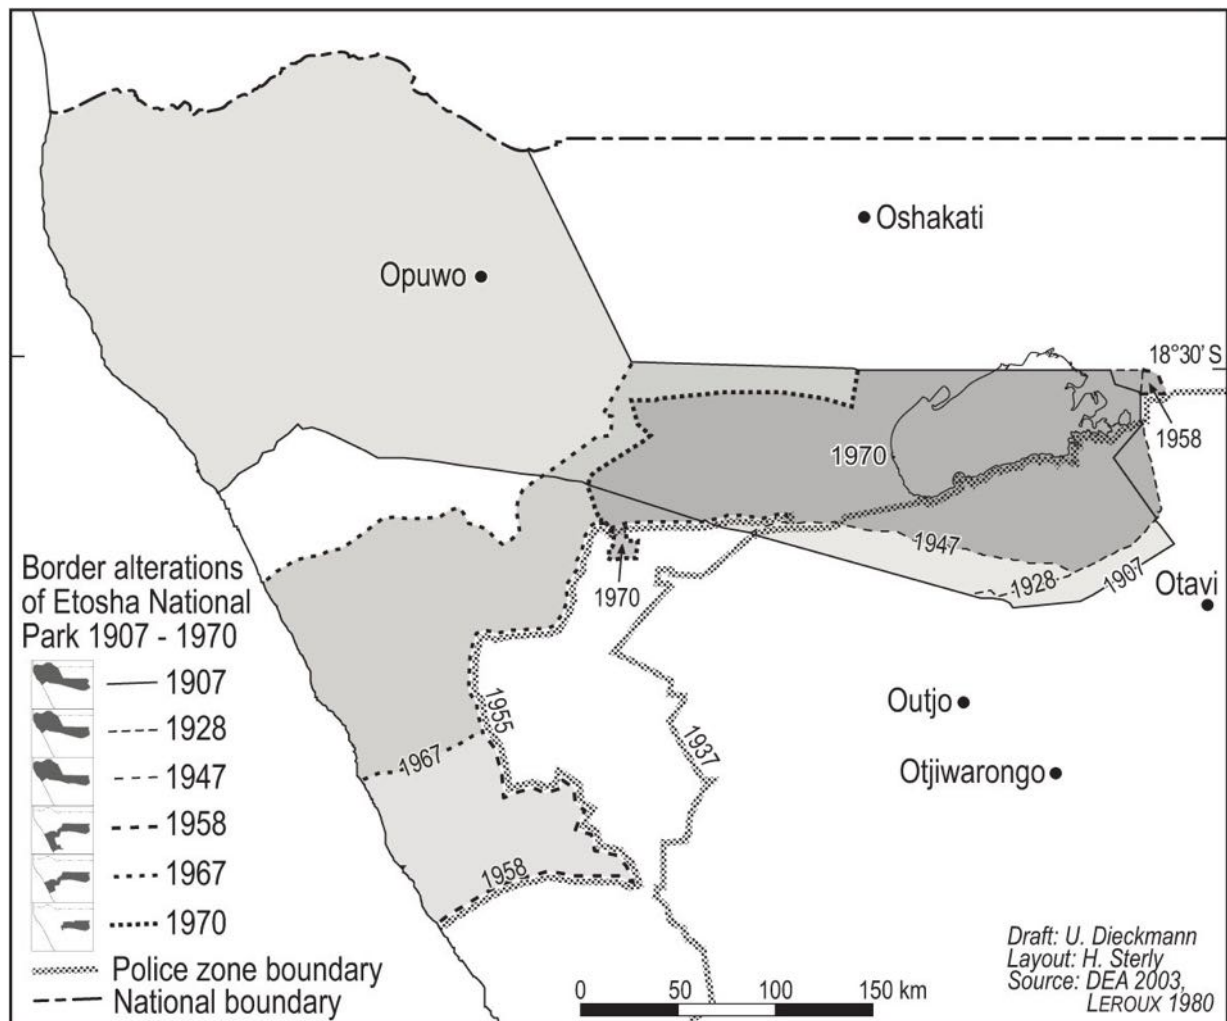 Oshakati
Opuwo
18°30' S
1958
1970
1947
1928
1907
1970
Otavi
1955
1937
Outjo
Otjiwarongo
1967
1958
Border alterations
of Etosha National
Park 1907 - 1970
1907
1928
1947
1958
1967
1970
Police zone boundary
National boundary
0 50 100 150 km
Draft: U. Dieckmann
Layout: H. Sterly
Source: DEA 2003,
LEROUX 1980